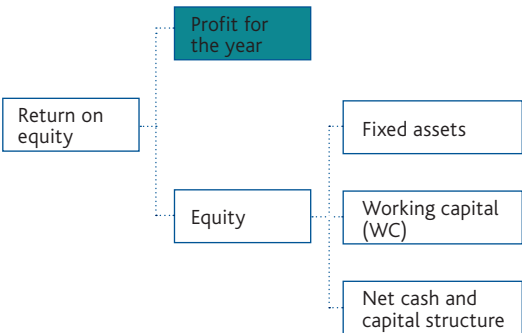 Profit for
the year
Return on
equity
Fixed assets
Equity
Working capital
(WC)
Net cash and
capital structure